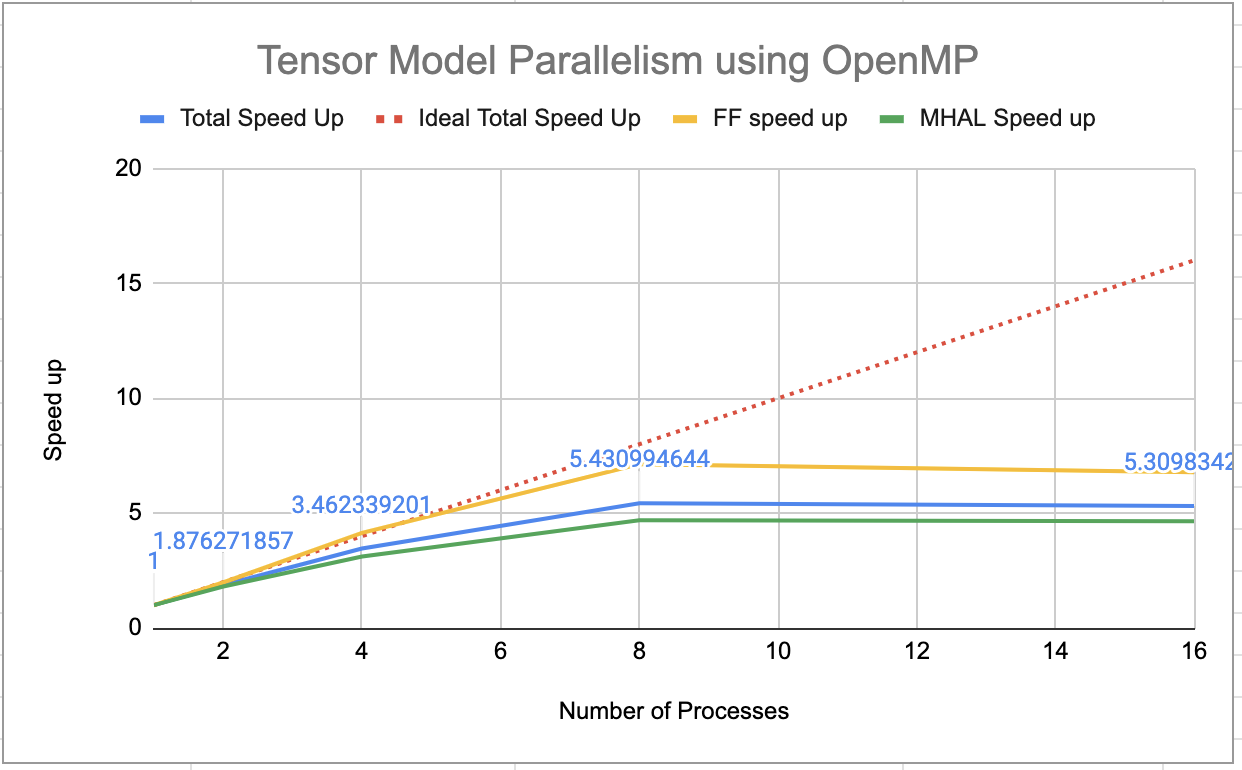 Tensor Model Parallelism using OpenMP
Total Speed Up Ideal Total Speed Up FF speed up MHAL Speed up
20
15
10
5
0
Speed up
1
1.876271857
3.462339201
5.430994644
5.3098342
2 4 6 8 10 12 14 16
Number of Processes